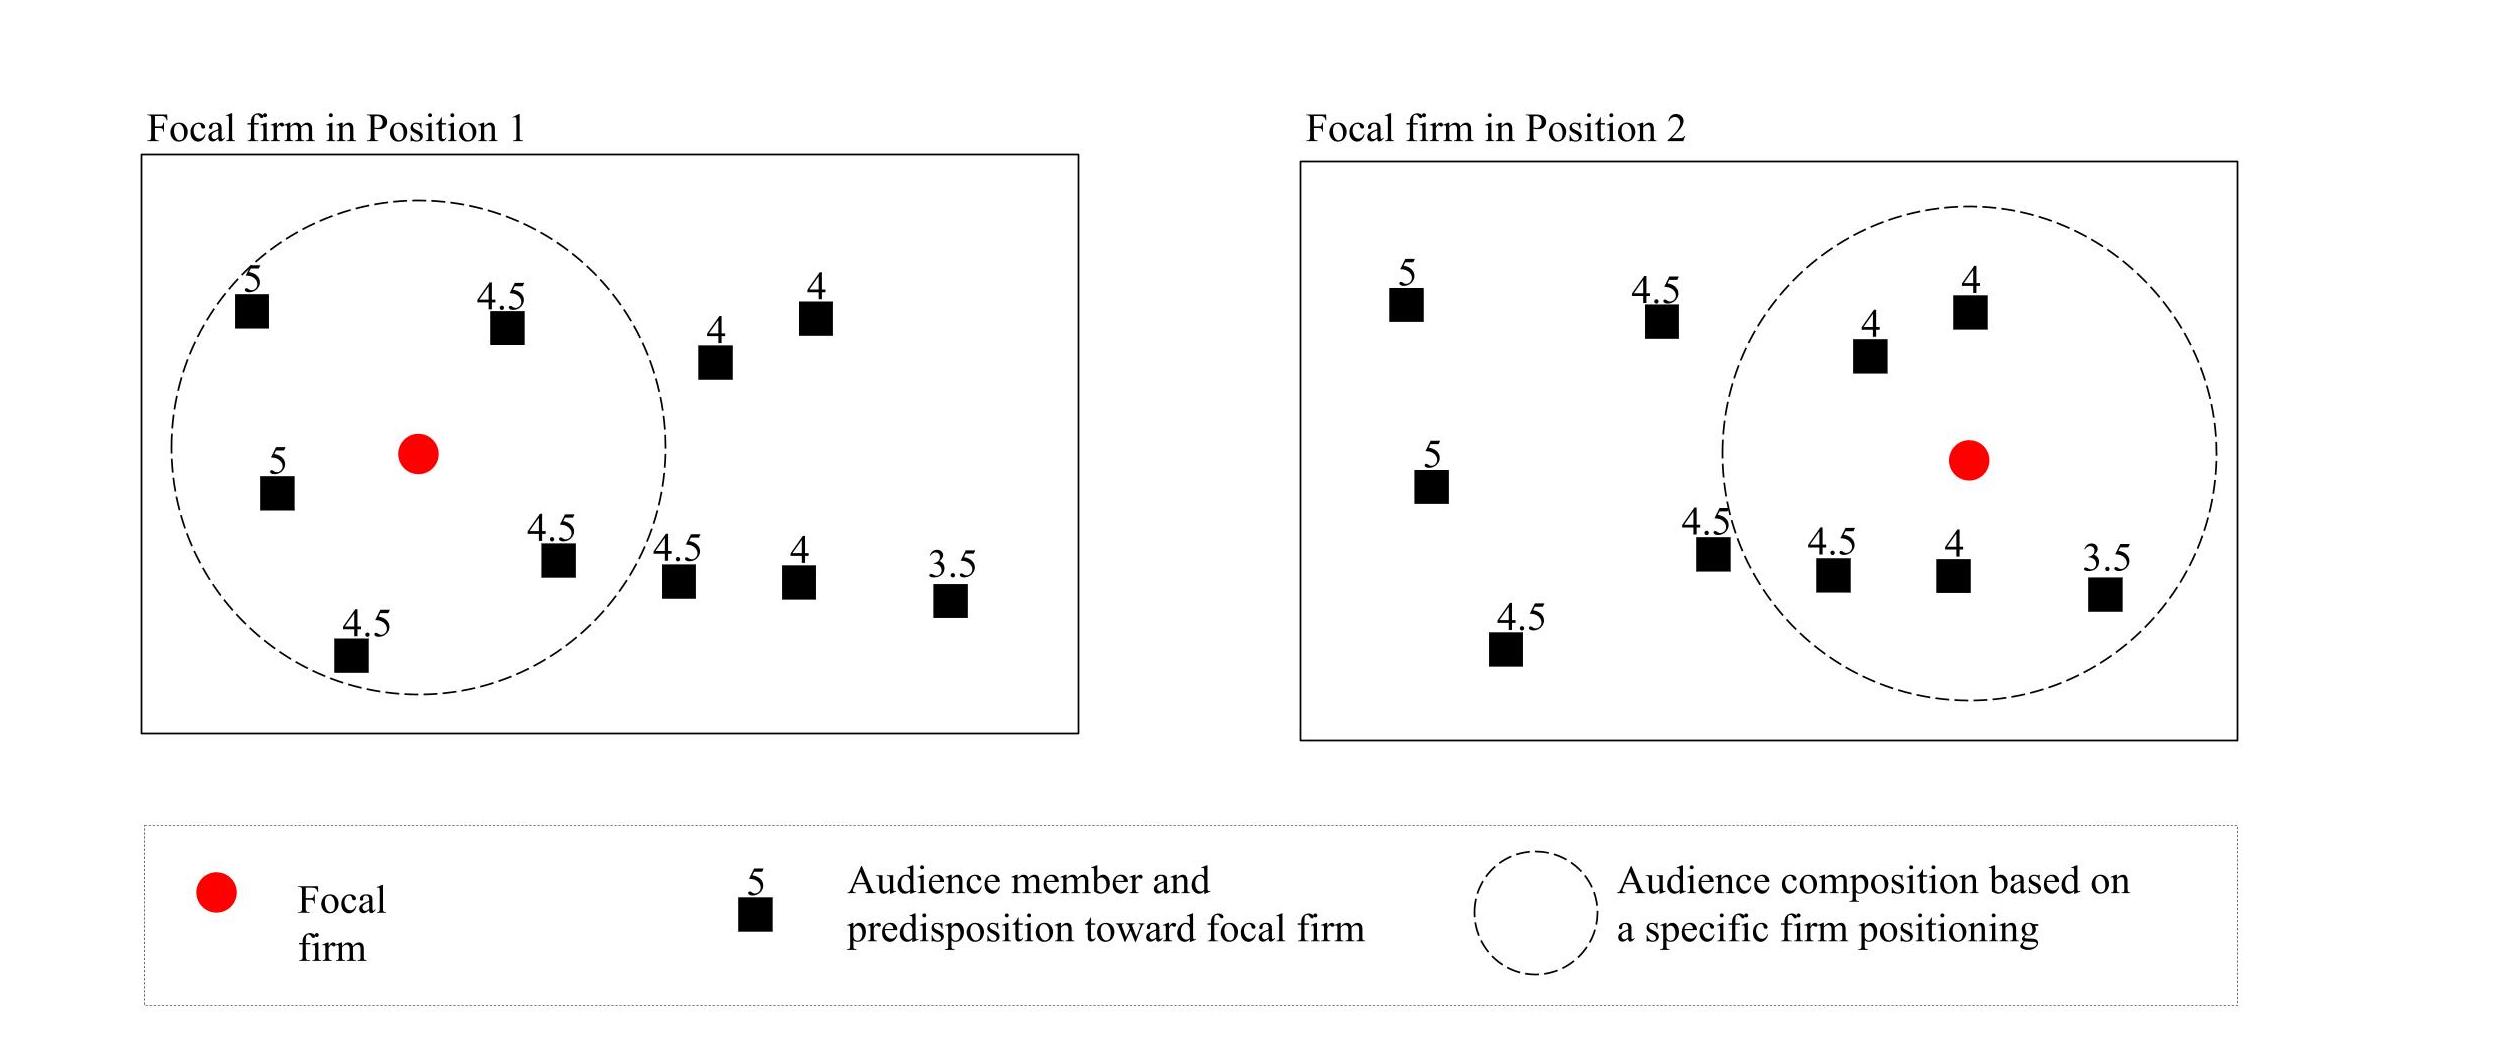 Focal firm in Position 1
Focal firm in Position 2
5
4.5
4
4
5
4.5
4.5
4.5
4
3.5
4.5
5
4.5
4
4
5
4.5
4.5
4
3.5
4.5
Focal
firm
5
Audience member and
predisposition toward focal firm
Audience composition based on
a specific firm positioning